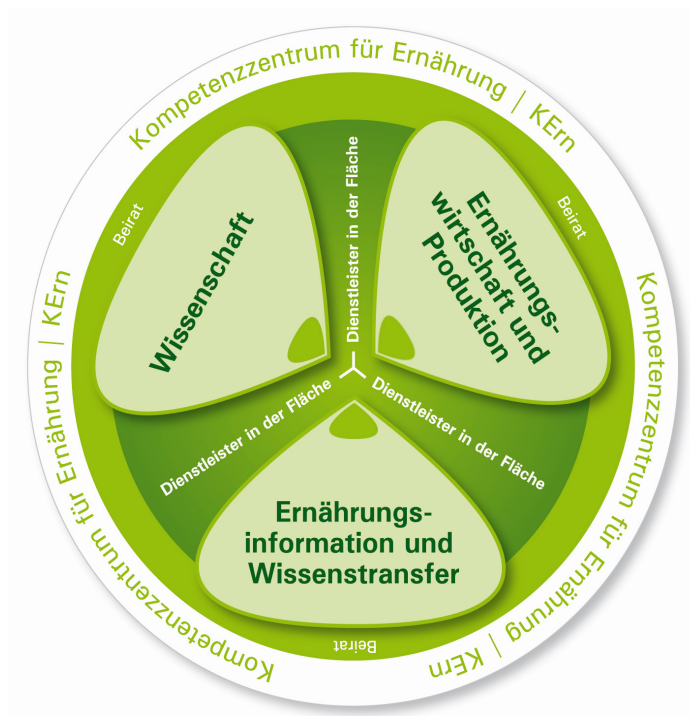 Kompetenzzentrum für Ernährung | KErn
Kompetenzzentrum für Ernährung | KErn
Kompetenzzentrum für Ernährung | KErn
Beirat
Beirat
Beirat
Wissenschaft
Ernährungs-
wirtschaft und
Produktion
Ernährungs-
information und
Wissenstransfer
Dienstleister in der Fläche
Dienstleister in der Fläche
Dienstleister in der Fläche